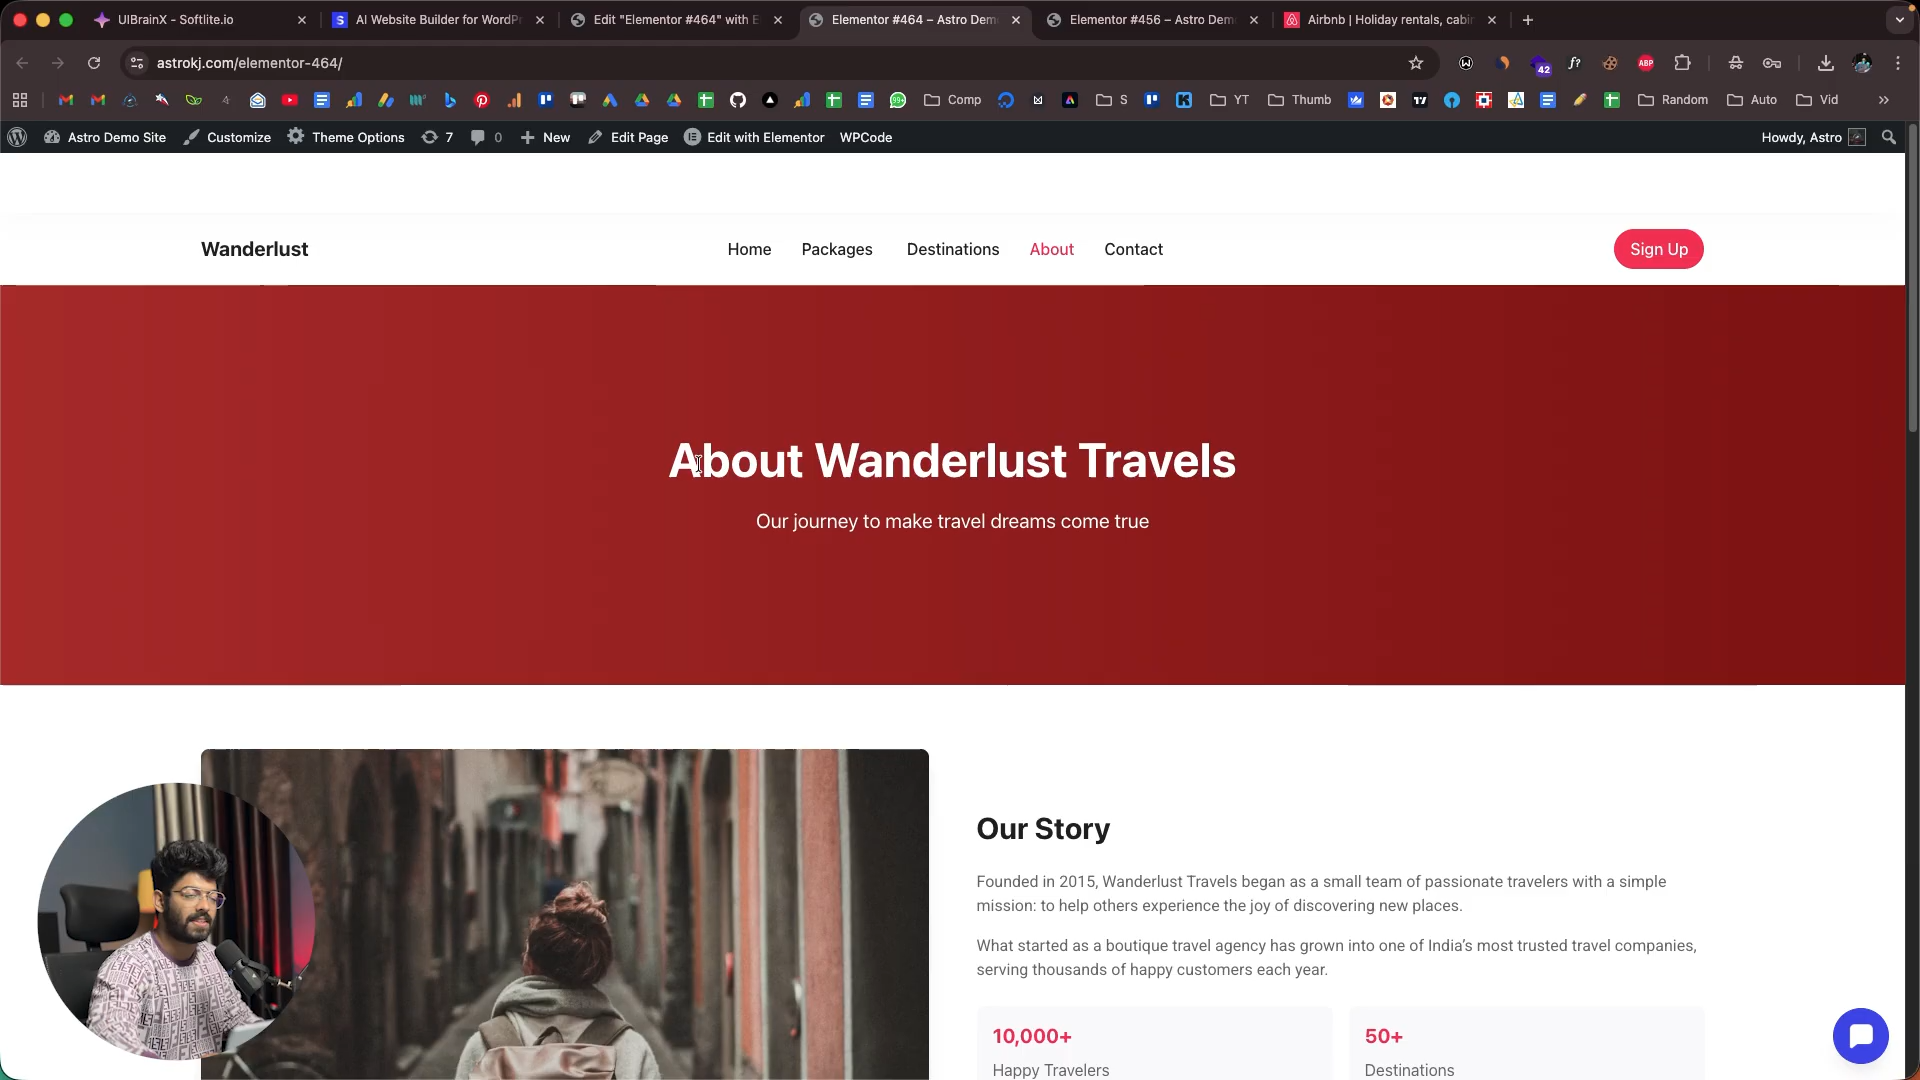 UIBrainX - Softlite.io
AI Website Builder for WordPr
Edit "Elementor #464" with E
Elementor #464 – Astro Dem
Elementor #456 – Astro Dem
Airbnb | Holiday rentals, cabi
astrokj.com/elementor-464/
42
f?
ABP
99+
Comp
S
YT
Thumb
Random
Auto
Vid
Astro Demo Site
Customize
Theme Options
7
0
New
Edit Page
Edit with Elementor
WPCode
Howdy, Astro
Wanderlust
Home
Packages
Destinations
About
Contact
Sign Up
About Wanderlust Travels
Our journey to make travel dreams come true
Our Story
Founded in 2015, Wanderlust Travels began as a small team of passionate travelers with a simple
mission: to help others experience the joy of discovering new places.
What started as a boutique travel agency has grown into one of India’s most trusted travel companies,
serving thousands of happy customers each year.
10,000+
50+
Happy Travelers
Destinations